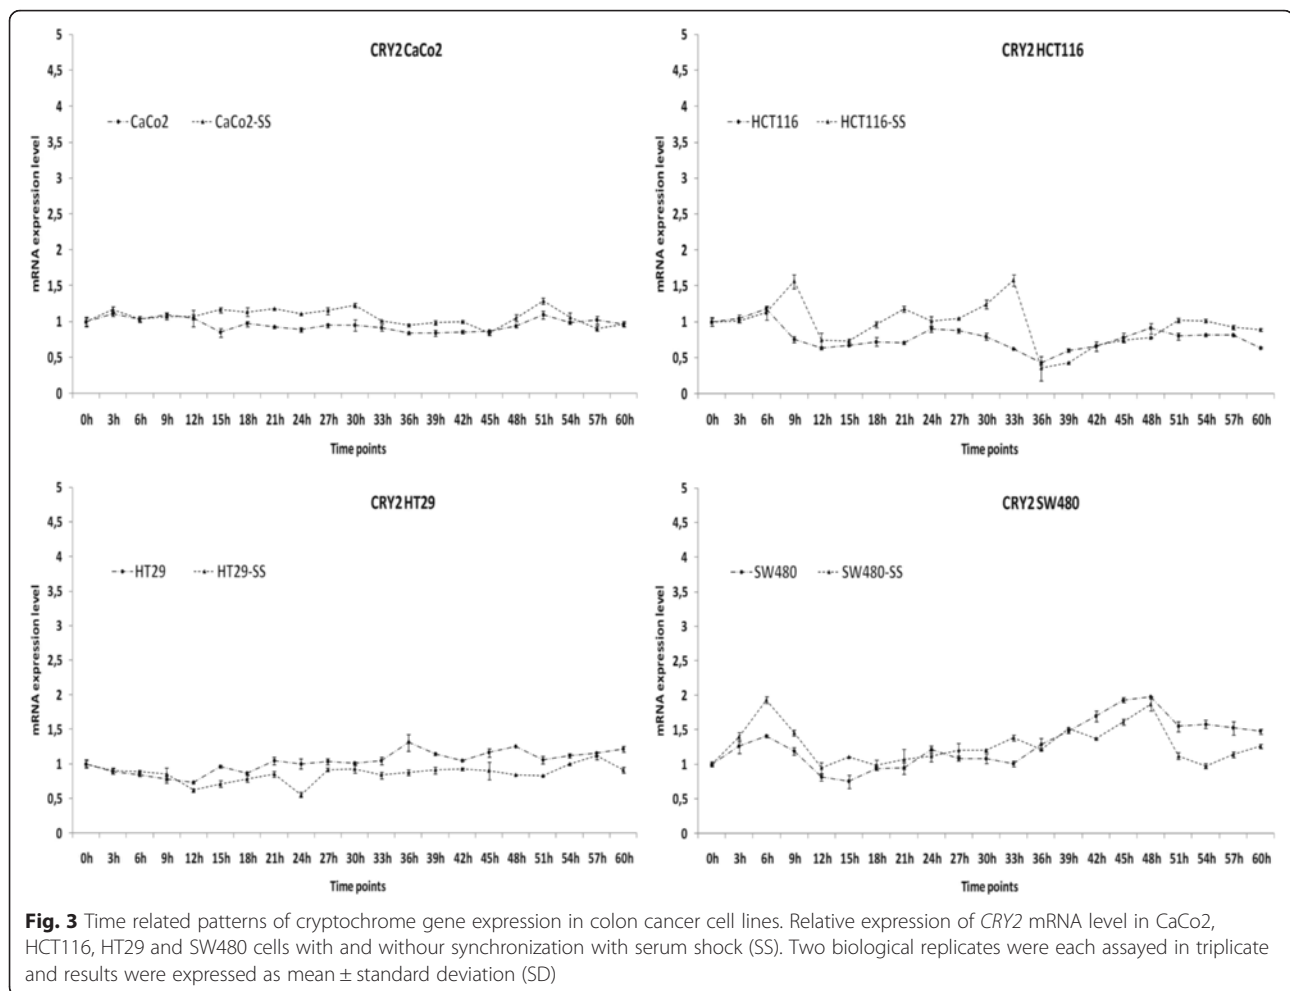 CRY2 CaCo2
5
4,5
4
3,5
3
2,5
2
1,5
1
0,5
0
mRNA expression level
CaCo2 CaCo2-SS
0h 3h 6h 9h 12h 15h 18h 21h 24h 27h 30h 33h 36h 39h 42h 45h 48h 51h 54h 57h 60h
Time points
CRY2 HCT116
5
4,5
4
3,5
3
2,5
2
1,5
1
0,5
0
mRNA expression level
HCT116 HCT116-SS
0h 3h 6h 9h 12h 15h 18h 21h 24h 27h 30h 33h 36h 39h 42h 45h 48h 51h 54h 57h 60h
Time points
CRY2 HT29
5
4,5
4
3,5
3
2,5
2
1,5
1
0,5
0
mRNA expression level
HT29 HT29-SS
0h 3h 6h 9h 12h 15h 18h 21h 24h 27h 30h 33h 36h 39h 42h 45h 48h 51h 54h 57h 60h
Time points
CRY2 SW480
5
4,5
4
3,5
3
2,5
2
1,5
1
0,5
0
mRNA expression level
SW480 SW480-SS
0h 3h 6h 9h 12h 15h 18h 21h 24h 27h 30h 33h 36h 39h 42h 45h 48h 51h 54h 57h 60h
Time points
Fig. 3 Time related patterns of cryptochrome gene expression in colon cancer cell lines. Relative expression of CRY2 mRNA level in CaCo2,
HCT116, HT29 and SW480 cells with and withour synchronization with serum shock (SS). Two biological replicates were each assayed in triplicate
and results were expressed as mean ± standard deviation (SD)